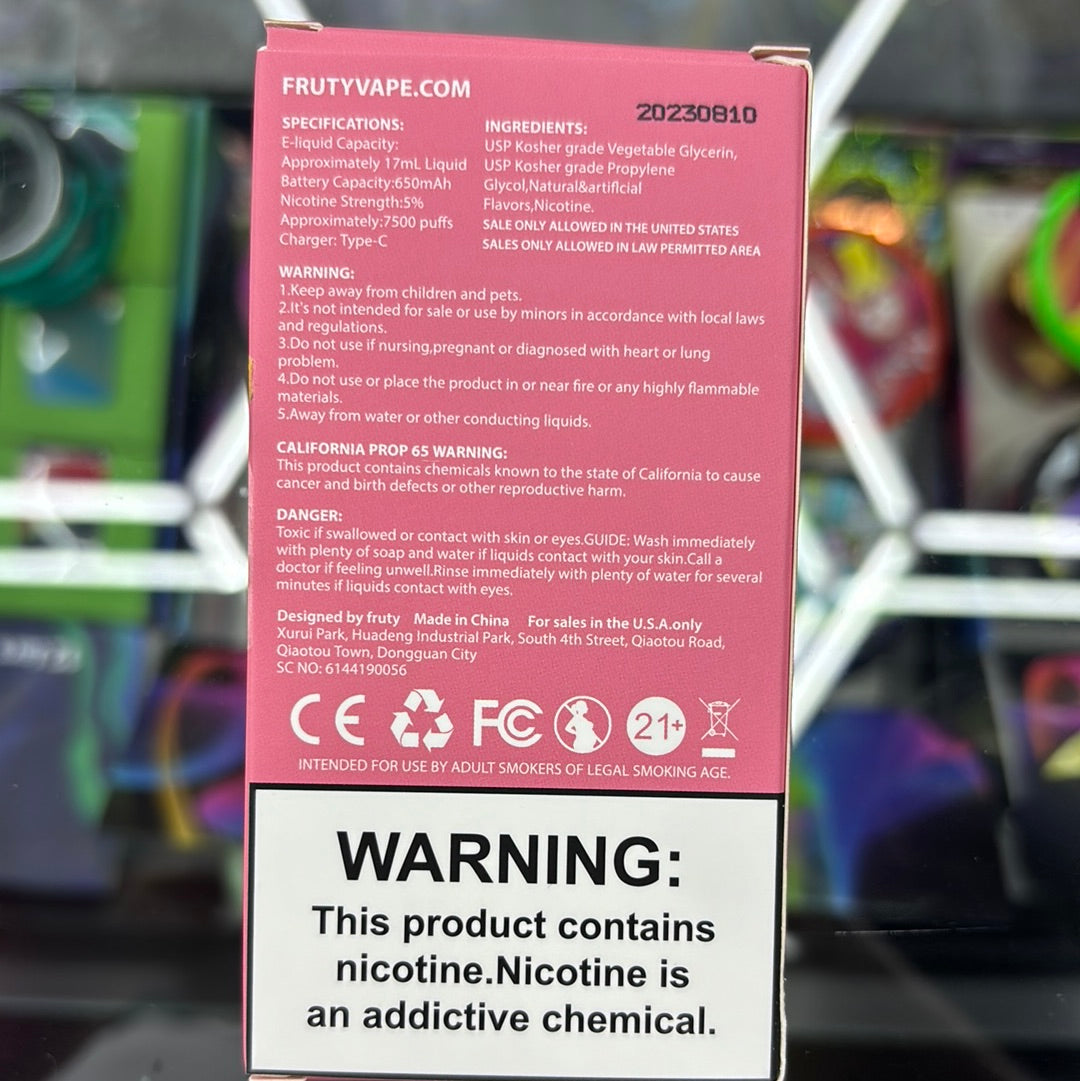 FRUTYVAPE.COM
20230810
SPECIFICATIONS:
E-liquid Capacity:
Approximately 17mL Liquid
Battery Capacity:650mAh
Nicotine Strength:5%
Approximately:7500 puffs
Charger: Type-C
INGREDIENTS:
USP Kosher grade Vegetable Glycerin,
USP Kosher grade Propylene
Glycol,Natural&artificial
Flavors,Nicotine.
SALE ONLY ALLOWED IN THE UNITED STATES
SALES ONLY ALLOWED IN LAW PERMITTED AREA
WARNING:
1.Keep away from children and pets.
2.It's not intended for sale or use by minors in accordance with local laws
and regulations.
3.Do not use if nursing,pregnant or diagnosed with heart or lung
problem.
4.Do not use or place the product in or near fire or any highly flammable
materials.
5.Away from water or other conducting liquids.
CALIFORNIA PROP 65 WARNING:
This product contains chemicals known to the state of California to cause
cancer and birth defects or other reproductive harm.
DANGER:
Toxic if swallowed or contact with skin or eyes.GUIDE: Wash immediately
with plenty of soap and water if liquids contact with your skin.Call a
doctor if feeling unwell.Rinse immediately with plenty of water for several
minutes if liquids contact with eyes.
Designed by fruty Made in China For sales in the U.S.A.only
Xurui Park, Huadeng Industrial Park, South 4th Street, Qiaotou Road,
Qiaotou Town, Dongguan City
SC NO: 6144190056
CE FC 21+
INTENDED FOR USE BY ADULT SMOKERS OF LEGAL SMOKING AGE.
WARNING:
This product contains
nicotine.Nicotine is
an addictive chemical.